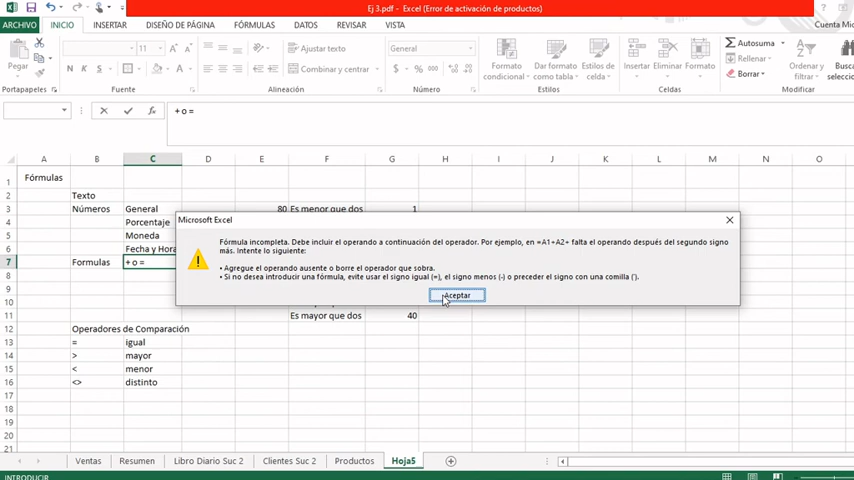 Ej 3.pdf - Excel (Error de activación de productos)
ARCHIVO INICIO INSERTAR DISEÑO DE PÁGINA FÓRMULAS DATOS REVISAR VISTA Cuenta Mic
Pegar
N K S
11
Ajustar texto
Combinar y centrar
General
$ % 000
Formato condicional
Dar formato como tabla
Estilos de celda
Insertar Eliminar Formato
Autosuma
Rellenar
Borrar
Ordenar y filtrar
Busca
selecci
Portapapeles Fuente Alineación Número Estilos Celdas Modificar
+ o =
A B C D E F G H I J K L M N O
1 Fórmulas
2 Texto
3 Números General 80 Es menor que dos 1
4 Porcentaje
5 Moneda
6 Fecha y Hora
7 Formulas + o =
8
9
10
11 Es mayor que dos 40
12 Operadores de Comparación
13 = igual
14 > mayor
15 < menor
16 <> distinto
17
18
19
20
21
Microsoft Excel
Fórmula incompleta. Debe incluir el operando a continuación del operador. Por ejemplo, en =A1+A2+ falta el operando después del segundo signo
más. Intente lo siguiente:
• Agregue el operando ausente o borre el operador que sobra.
• Si no desea introducir una fórmula, evite usar el signo igual (=), el signo menos (-) o preceder el signo con una comilla (').
Aceptar
Ventas Resumen Libro Diario Suc 2 Clientes Suc 2 Productos Hoja5
INTRODUCIR